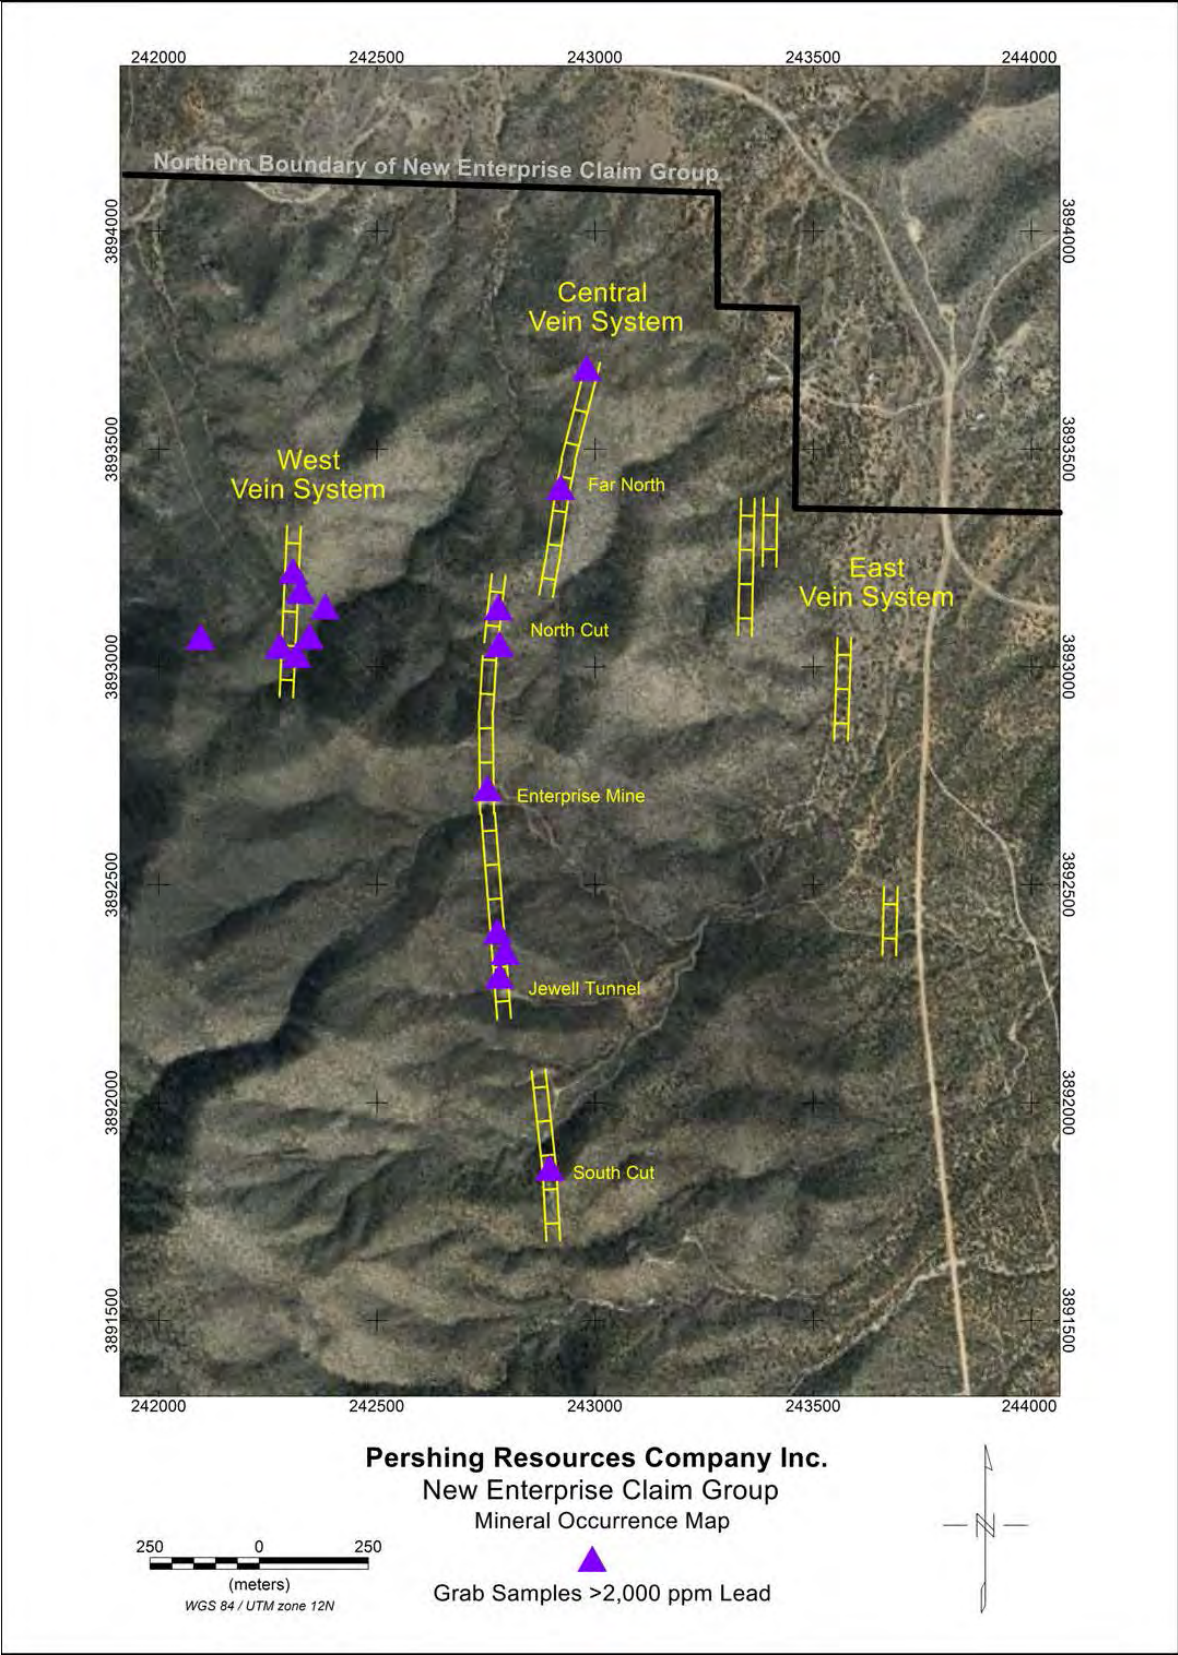 242000 242500 243000 243500 244000
Northern Boundary of New Enterprise Claim Group
3894000
3894000
Central
Vein System
3893500
3893500
West
Vein System
Far North
East
Vein System
North Cut
3893000
3893000
Enterprise Mine
3892500
3892500
Jewell Tunnel
3892000
3892000
South Cut
3891500
3891500
242000 242500 243000 243500 244000
Pershing Resources Company Inc.
New Enterprise Claim Group
Mineral Occurrence Map
250 0 250
(meters)
WGS 84 / UTM zone 12N
Grab Samples >2,000 ppm Lead
N